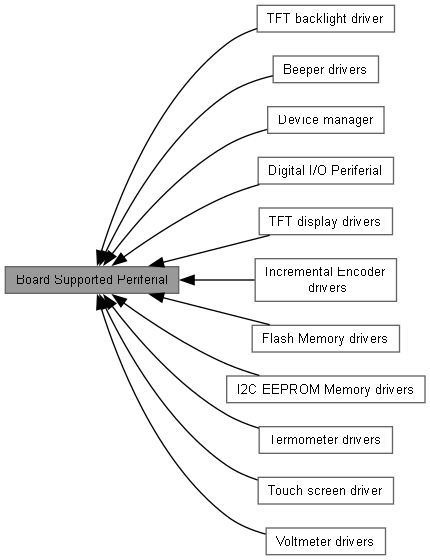 TFT backlight driver
Beeper drivers
Device manager
Digital I/O Periferial
TFT display drivers
Board Supported Periferial
Incremental Encoder
drivers
Flash Memory drivers
I2C EEPROM Memory drivers
Termometer drivers
Touch screen driver
Voltmeter drivers